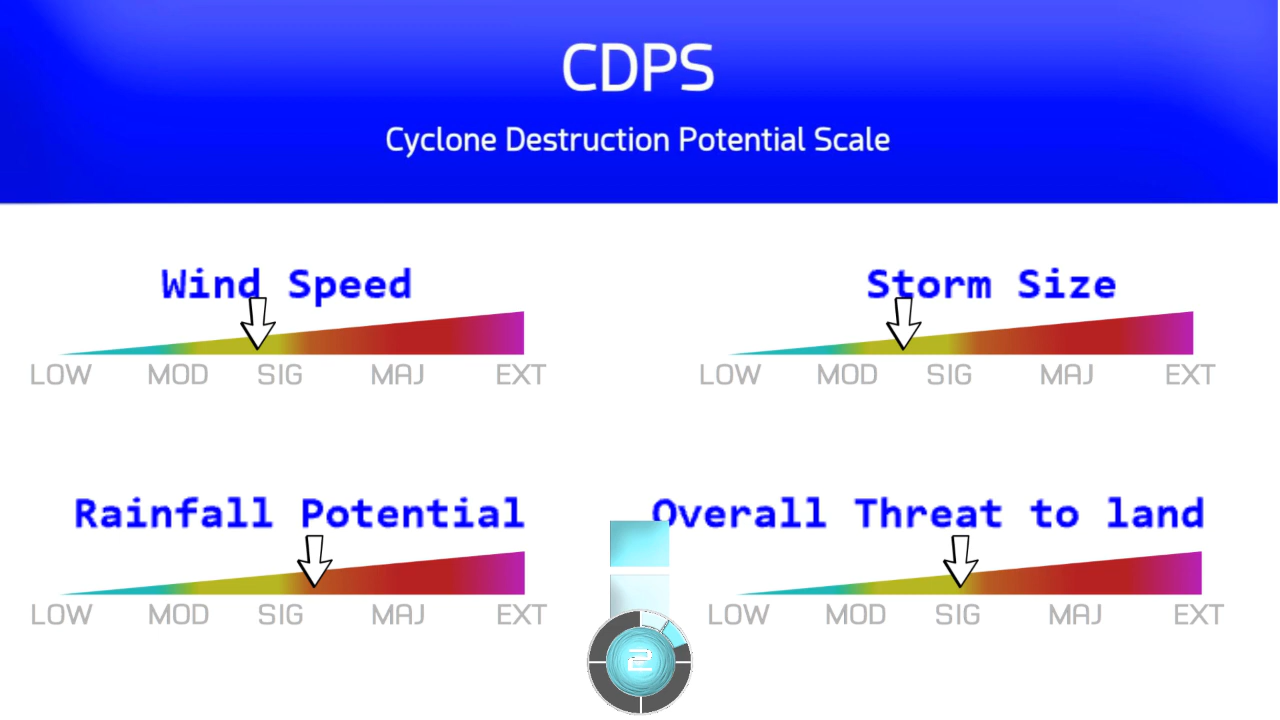 CDPS
Cyclone Destruction Potential Scale
Wind Speed
LOW MOD SIG MAJ EXT
Storm Size
LOW MOD SIG MAJ EXT
Rainfall Potential
LOW MOD SIG MAJ EXT
Overall Threat to land
LOW MOD SIG MAJ EXT
2